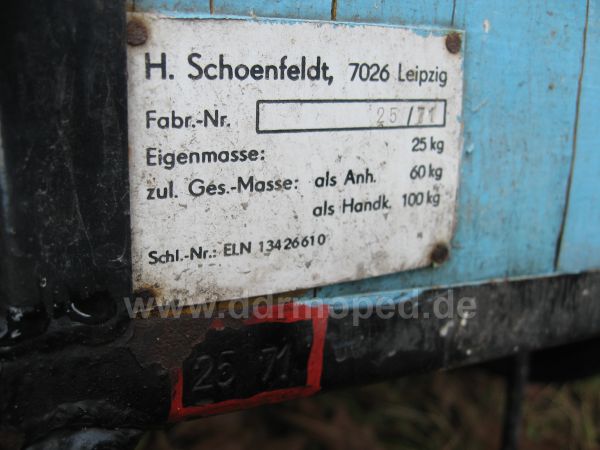 H. Schoenfeldt, 7026 Leipzig
Fabr.-Nr. 25/71
Eigenmasse: 25 kg
zul. Ges.-Masse: als Anh. 60 kg
als Handk. 100 kg
Schl.-Nr.: ELN 13426610
www.ddrmoped.de
25 71